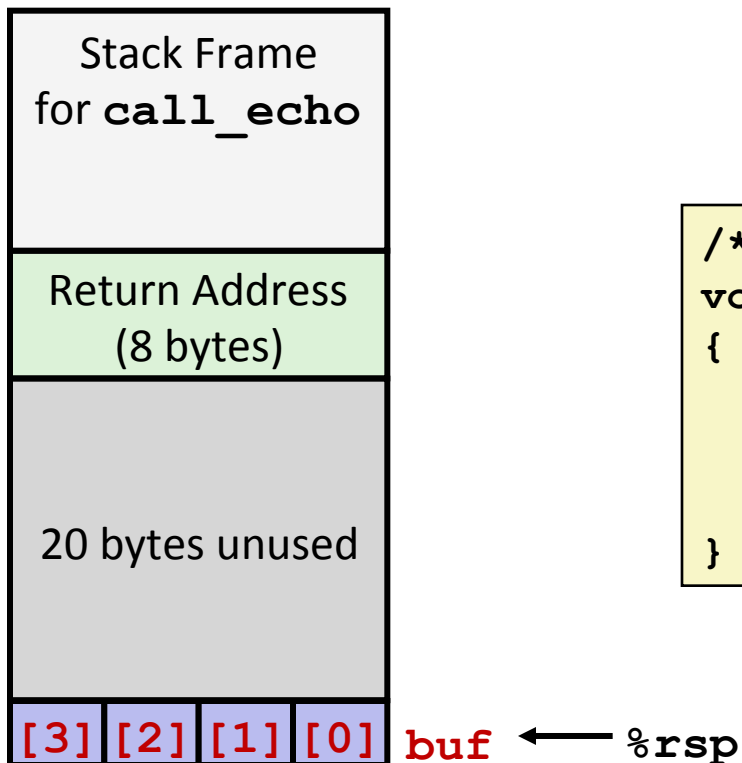 Stack Frame
for call_echo
Return Address
(8 bytes)
20 bytes unused
[3] [2] [1] [0] buf %rsp
/*
vo
{
}